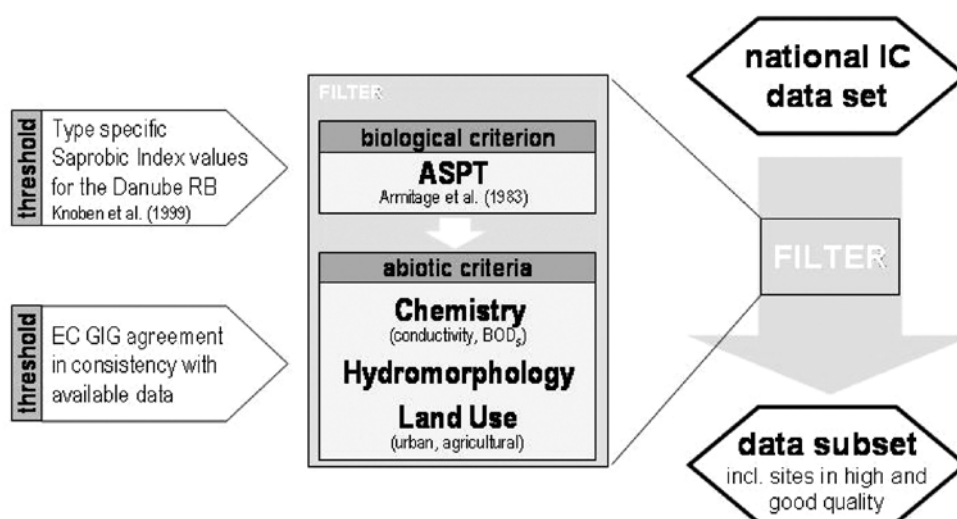 threshold
Type specific
Saprobic Index values
for the Danube RB
Knoben et al. (1999)
threshold
EC GIG agreement
in consistency with
available data
FILTER
biological criterion
ASPT
Armitage et al. (1983)
abiotic criteria
Chemistry
(conductivity, BOD₅)
Hydromorphology
Land Use
(urban, agricultural)
national IC
data set
FILTER
data subset
incl. sites in high and
good quality